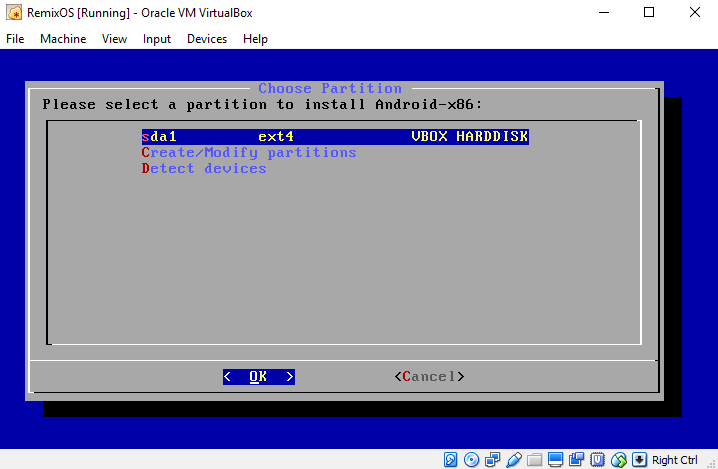 RemixOS [Running] - Oracle VM VirtualBox
File Machine View Input Devices Help
Choose Partition
Please select a partition to install Android-x86:
sda1 ext4 VBOX HARDDISK
Create/Modify partitions
Detect devices
< OK > <Cancel>
Right Ctrl